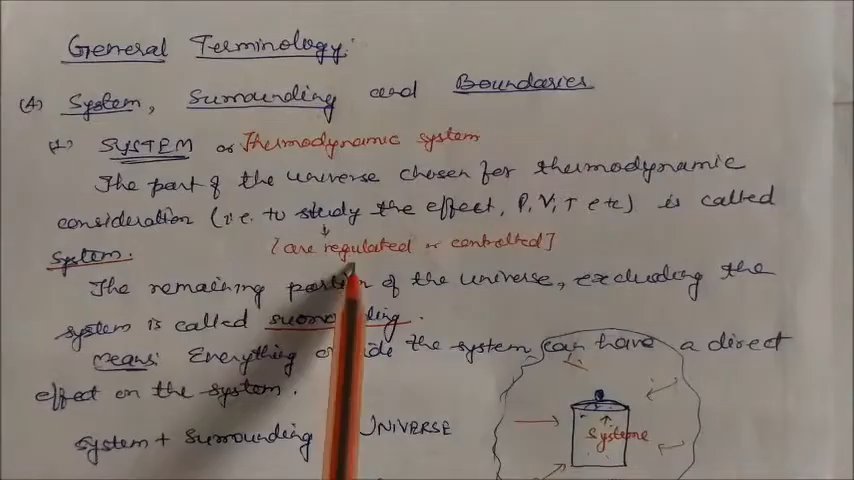 General Terminology:
(A) System, Surrounding and Boundaries
(1) SYSTEM or Thermodynamic system
The part of the universe chosen for thermodynamic
consideration (i.e. to study the effect, P, V, T etc) is called
system.
[are regulated or controlled]
The remaining portion of the universe, excluding the
system is called surrounding.
means: Everything outside the system can have a direct
effect on the system.
system + surrounding UNIVERSE
System